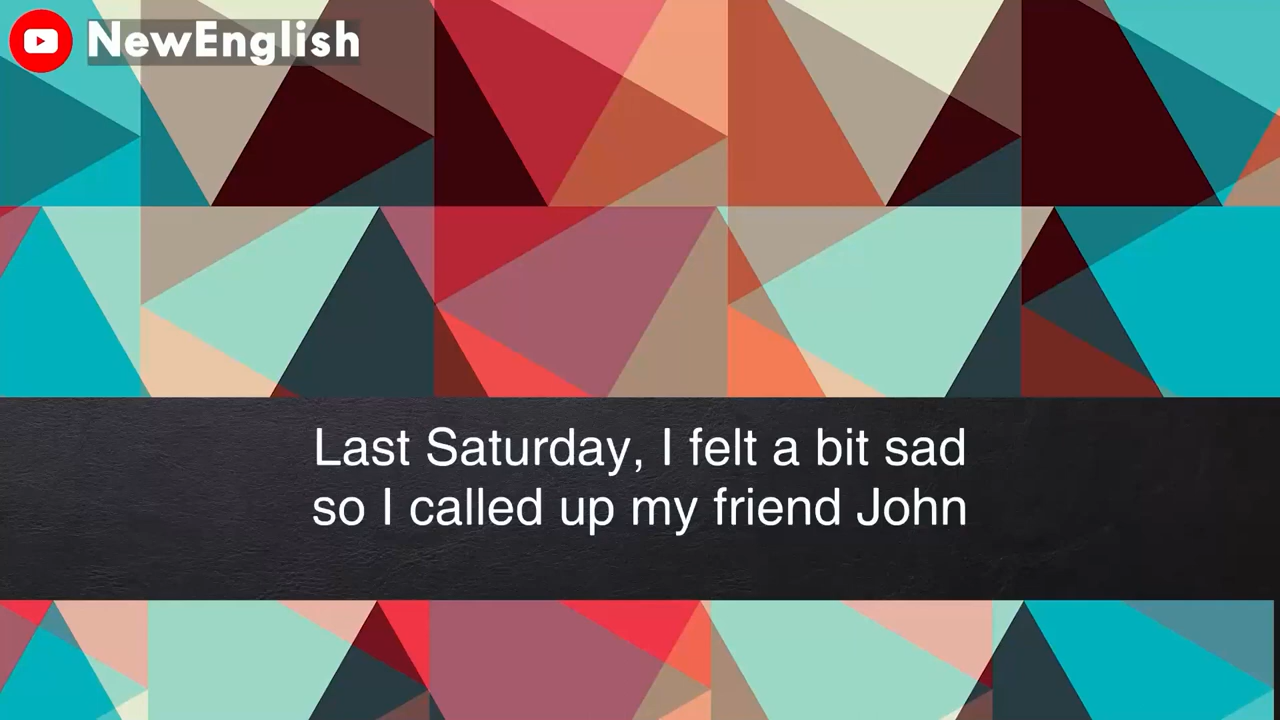 NewEnglish
Last Saturday, I felt a bit sad
so I called up my friend John